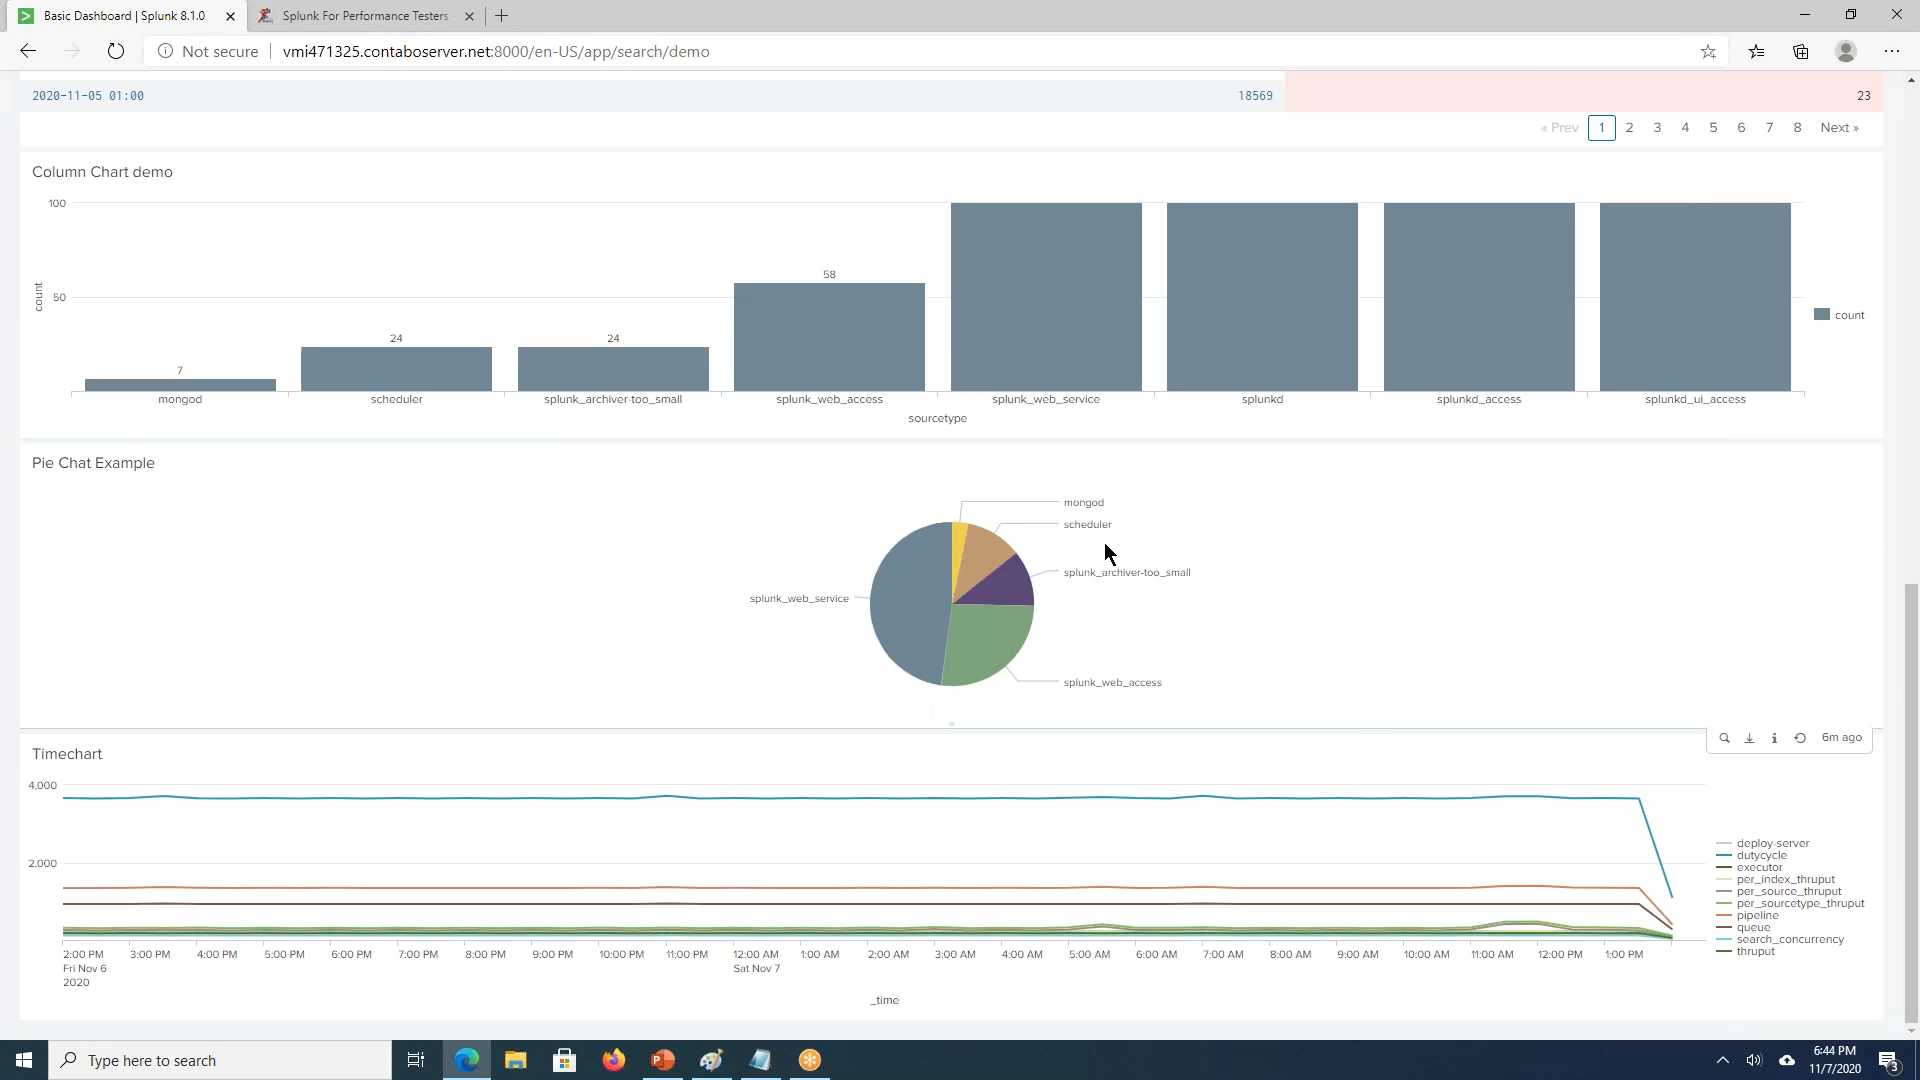 Basic Dashboard | Splunk 8.1.0
Splunk For Performance Testers
Not secure
vmi471325.contaboserver.net:8000/en-US/app/search/demo
2020-11-05 01:00 18569 23
« Prev 1 2 3 4 5 6 7 8 Next »
Column Chart demo
100
50
count
7
24
24
58
mongod
scheduler
splunk_archiver-too_small
splunk_web_access
splunk_web_service
splunkd
splunkd_access
splunkd_ui_access
sourcetype
count
Pie Chat Example
mongod
scheduler
splunk_archiver-too_small
splunk_web_service
splunk_web_access
Timechart
6m ago
4,000
2,000
deploy-server
dutycycle
executor
per_index_thruput
per_source_thruput
per_sourcetype_thruput
pipeline
queue
search_concurrency
thruput
2:00 PM 3:00 PM 4:00 PM 5:00 PM 6:00 PM 7:00 PM 8:00 PM 9:00 PM 10:00 PM 11:00 PM 12:00 AM 1:00 AM 2:00 AM 3:00 AM 4:00 AM 5:00 AM 6:00 AM 7:00 AM 8:00 AM 9:00 AM 10:00 AM 11:00 AM 12:00 PM 1:00 PM
Fri Nov 6 Sat Nov 7
2020
_time
Type here to search
6:44 PM
11/7/2020
3